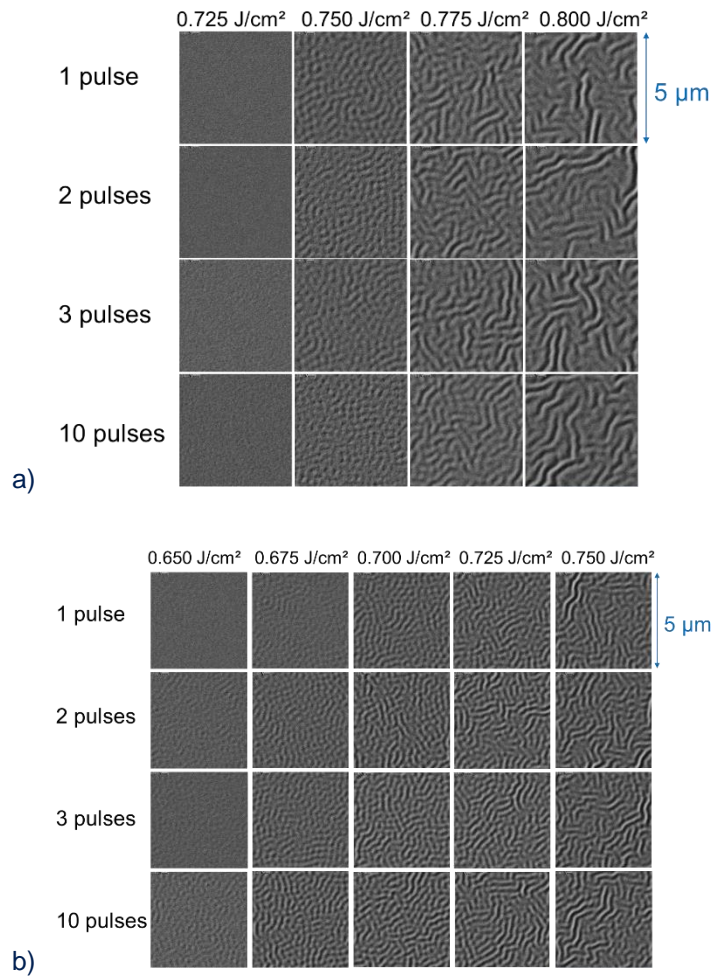 0.725 J/cm² 0.750 J/cm² 0.775 J/cm² 0.800 J/cm²
1 pulse
5 µm
2 pulses
3 pulses
10 pulses
a)
0.650 J/cm² 0.675 J/cm² 0.700 J/cm² 0.725 J/cm² 0.750 J/cm²
1 pulse
5 µm
2 pulses
3 pulses
10 pulses
b)